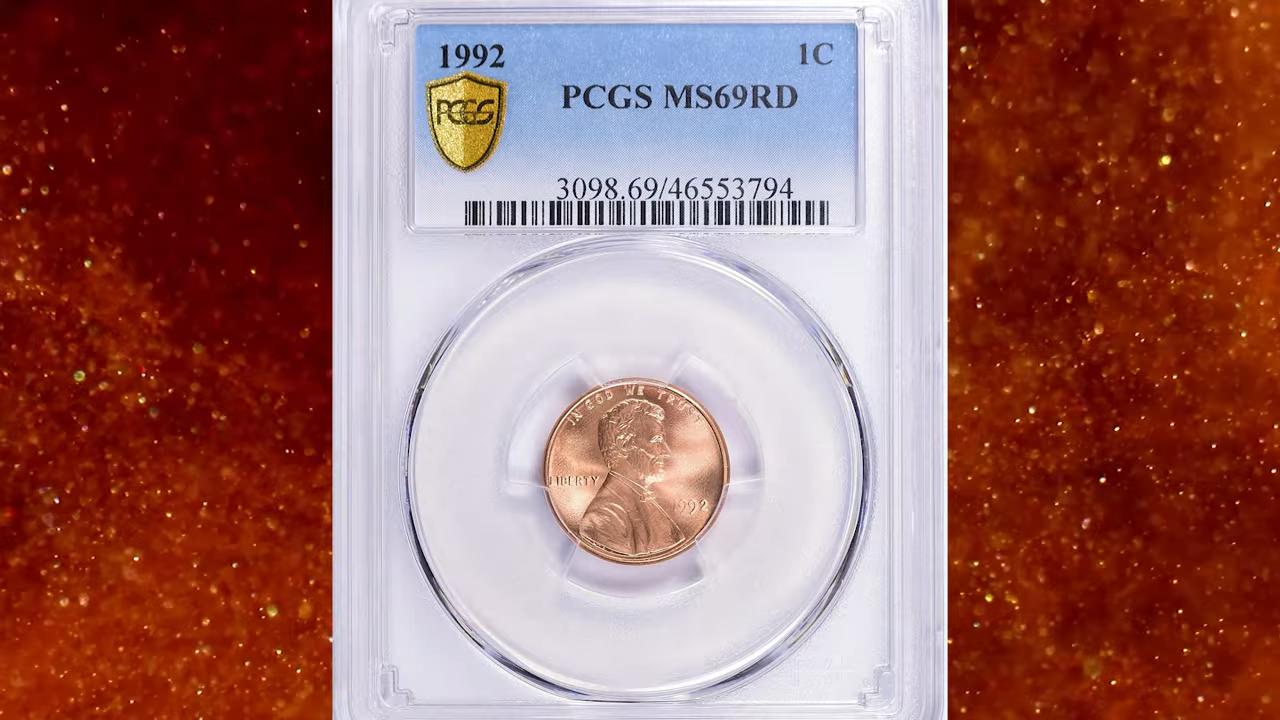 1992 1C
PCGS
PCGS MS69RD
3098.69/46553794
IN GOD WE TRUST
LIBERTY
1992